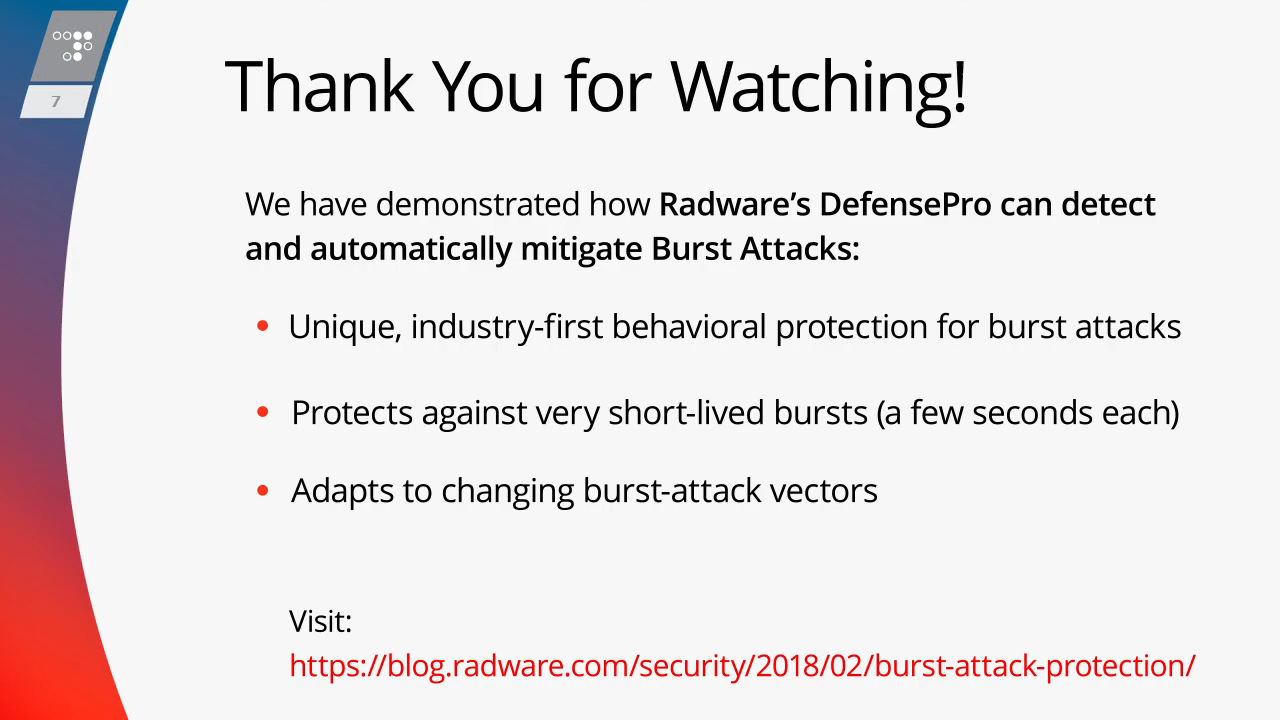 7
Thank You for Watching!
We have demonstrated how Radware’s DefensePro can detect
and automatically mitigate Burst Attacks:
• Unique, industry-first behavioral protection for burst attacks
• Protects against very short-lived bursts (a few seconds each)
• Adapts to changing burst-attack vectors
Visit:
https://blog.radware.com/security/2018/02/burst-attack-protection/